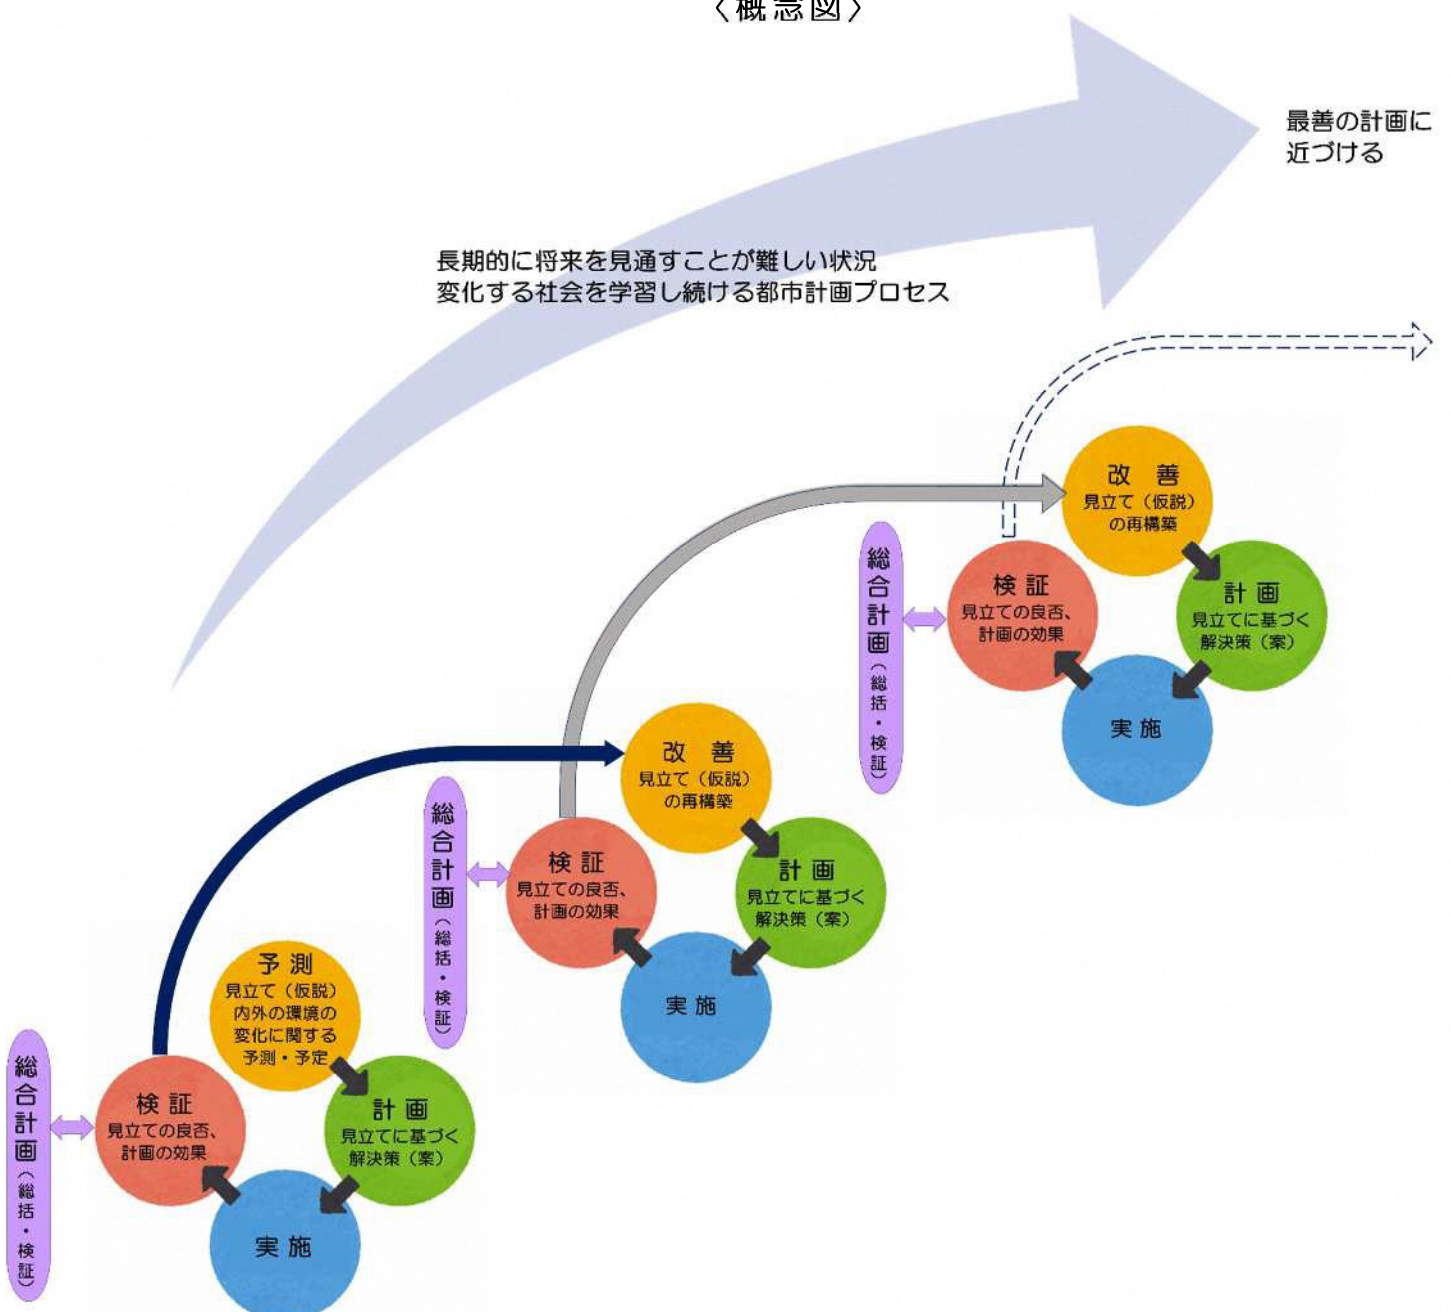 〈概念図〉
最善の計画に
近づける
長期的に将来を見通すことが難しい状況
変化する社会を学習し続ける都市計画プロセス
改 善
見立て（仮説）
の再構築
計 画
見立てに基づく
解決策（案）
実 施
検 証
見立ての良否、
計画の効果
総合計画（総括・検証）
改 善
見立て（仮説）
の再構築
計 画
見立てに基づく
解決策（案）
実 施
検 証
見立ての良否、
計画の効果
総合計画（総括・検証）
予 測
見立て（仮説）
内外の環境の
変化に関する
予測・予定
計 画
見立てに基づく
解決策（案）
実 施
検 証
見立ての良否、
計画の効果
総合計画（総括・検証）